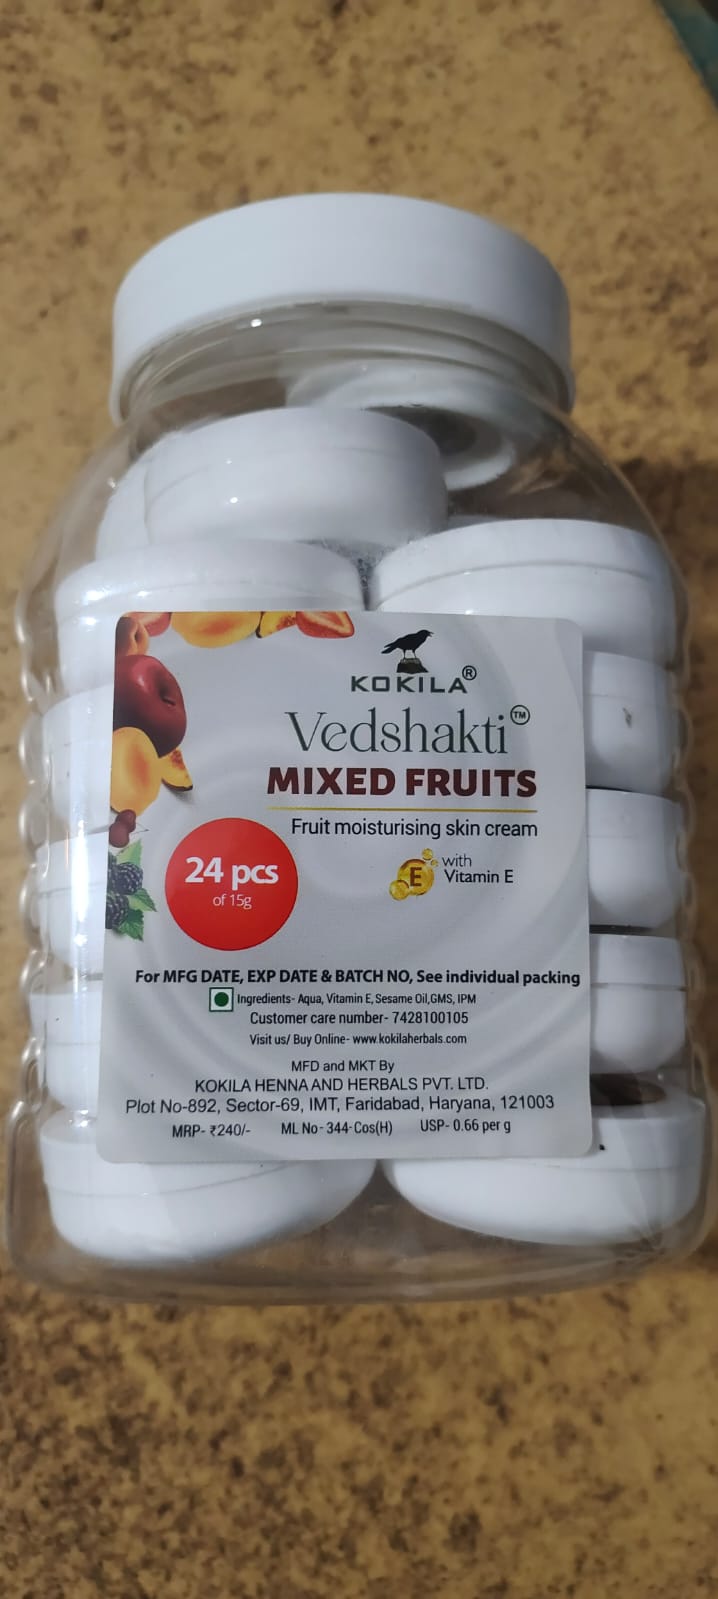 KOKILA®
Vedshakti™
MIXED FRUITS
Fruit moisturising skin cream
24 pcs
of 15g
E
with
Vitamin E
For MFG DATE, EXP DATE & BATCH NO, See individual packing
Ingredients- Aqua, Vitamin E, Sesame Oil,GMS, IPM
Customer care number- 7428100105
Visit us/ Buy Online- www.kokilaherbals.com
MFD and MKT By
KOKILA HENNA AND HERBALS PVT. LTD.
Plot No-892, Sector-69, IMT, Faridabad, Haryana, 121003
MRP- ₹240/- ML No- 344-Cos(H) USP- 0.66 per g